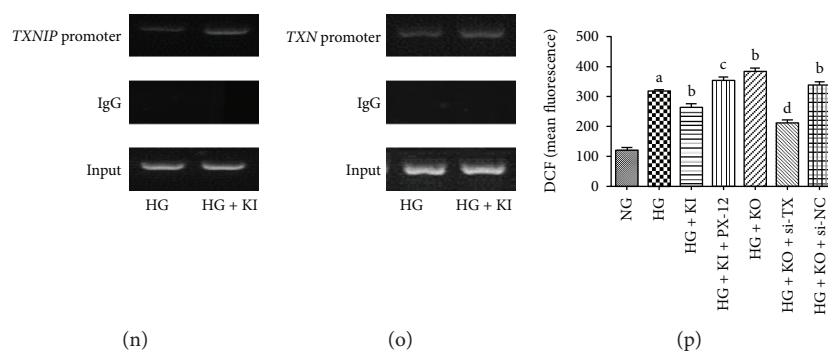 TXNIP promoter
IgG
Input
HG
HG + KI
(n)
TXN promoter
IgG
Input
HG
HG + KI
(o)
DCF (mean fluorescence)
500
400
300
200
100
0
a
b
c
b
d
b
NG
HG
HG + KI
HG + KI + PX-12
HG + KO
HG + KO + si-TX
HG + KO + si-NC
(p)